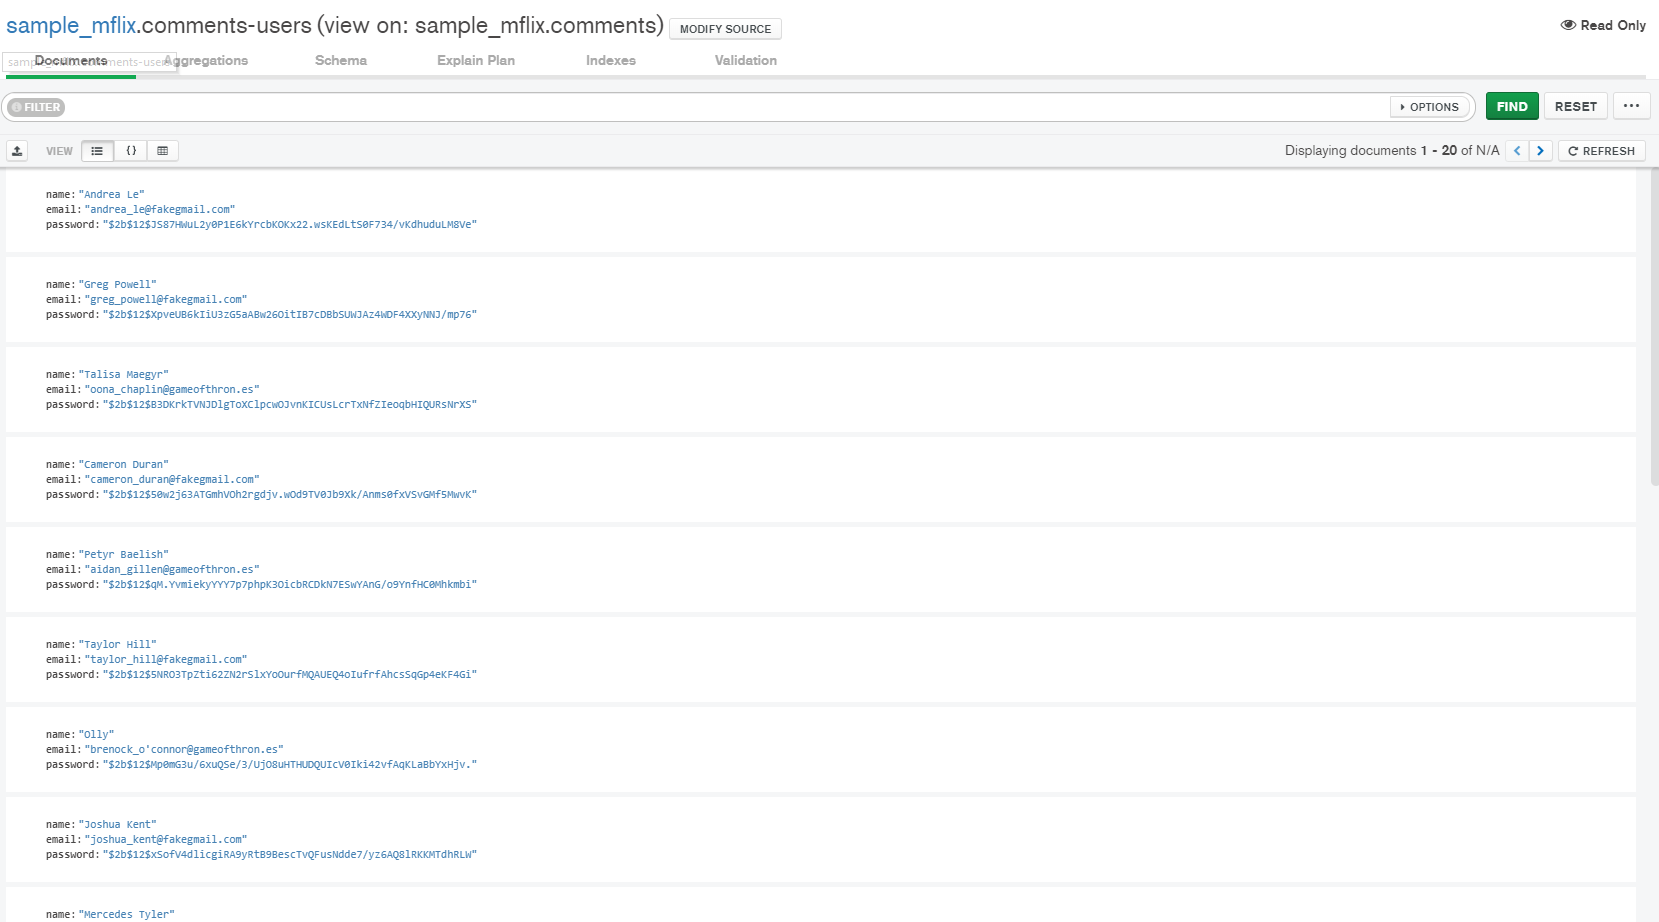 sample_mflix.comments-users (view on: sample_mflix.comments) MODIFY SOURCE
Read Only
Documents Aggregations Schema Explain Plan Indexes Validation
FILTER OPTIONS FIND RESET
VIEW {} Displaying documents 1 - 20 of N/A REFRESH
name: "Andrea Le"
email: "andrea_le@fakegmail.com"
password: "$2b$12$JS87HWuL2y0P1E6kYrcbKOKx22.wsKEdLtS0F734/vKdhuduLM8Ve"
name: "Greg Powell"
email: "greg_powell@fakegmail.com"
password: "$2b$12$XpveUB6kIiU3zG5aABw26OitIB7cDBbSUWJAz4WDF4XXyNNJ/mp76"
name: "Talisa Maegyr"
email: "oona_chaplin@gameofthron.es"
password: "$2b$12$B3DKrkTVNJDlgToXClpcwOJvnKICUsLcrTxNfZIeoqbHIQURsNrXS"
name: "Cameron Duran"
email: "cameron_duran@fakegmail.com"
password: "$2b$12$50w2j63ATGmhVOh2rgdjv.wOd9TV0Jb9Xk/Anms0fxVSvGMf5MwvK"
name: "Petyr Baelish"
email: "aidan_gillen@gameofthron.es"
password: "$2b$12$qM.YvmiekyYYY7p7phpK3OicbRCDkN7ESwYAnG/o9YnfHC0Mhkmbi"
name: "Taylor Hill"
email: "taylor_hill@fakegmail.com"
password: "$2b$12$5NRO3TpZti62ZN2rSlxYoOurfMQAUEQ4oIufrfAhcsSqGp4eKF4Gi"
name: "Olly"
email: "brenock_o'connor@gameofthron.es"
password: "$2b$12$Mp0mG3u/6xuQSe/3/UjO8uHTHUDQUIcV0Iki42vfAqKLaBbYxHjv."
name: "Joshua Kent"
email: "joshua_kent@fakegmail.com"
password: "$2b$12$xSofV4dlicgiRA9yRtB9BescTvQFusNdde7/yz6AQ8lRKKMTdhRLW"
name: "Mercedes Tyler"